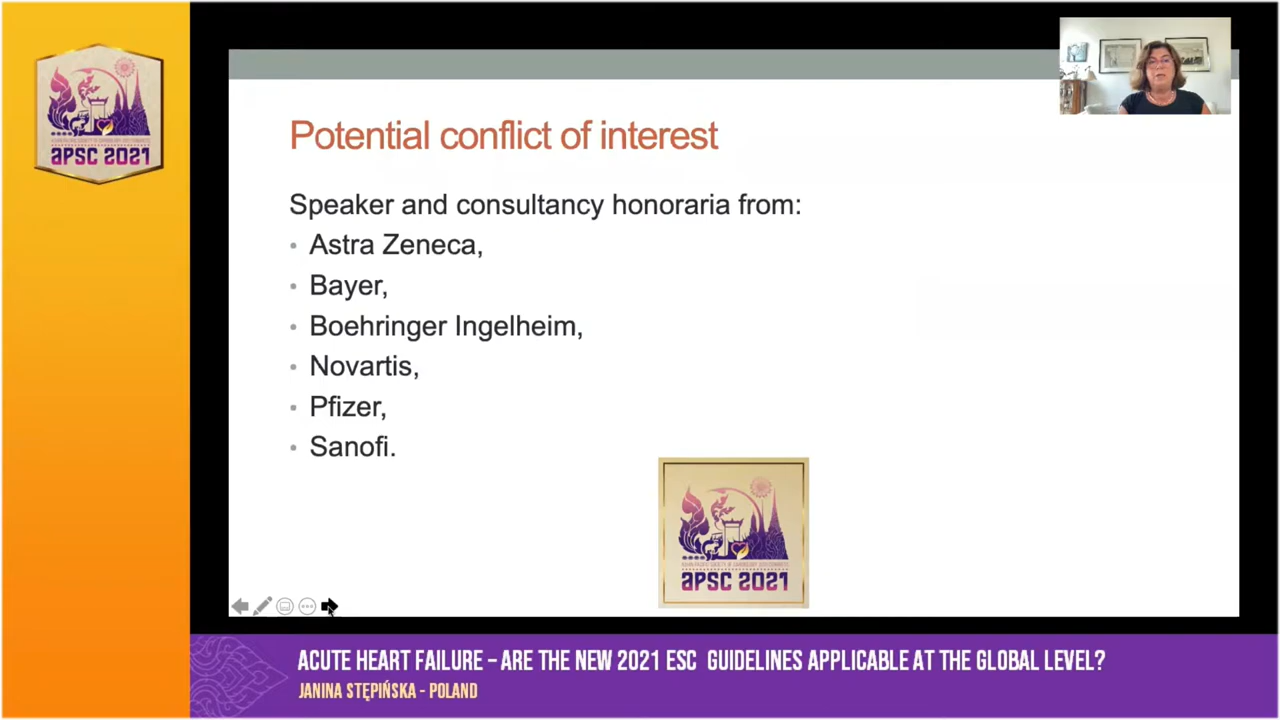 APSC 2021
Potential conflict of interest
Speaker and consultancy honoraria from:
• Astra Zeneca,
• Bayer,
• Boehringer Ingelheim,
• Novartis,
• Pfizer,
• Sanofi.
APSC 2021
ACUTE HEART FAILURE – ARE THE NEW 2021 ESC GUIDELINES APPLICABLE AT THE GLOBAL LEVEL?
JANINA STĘPIŃSKA - POLAND